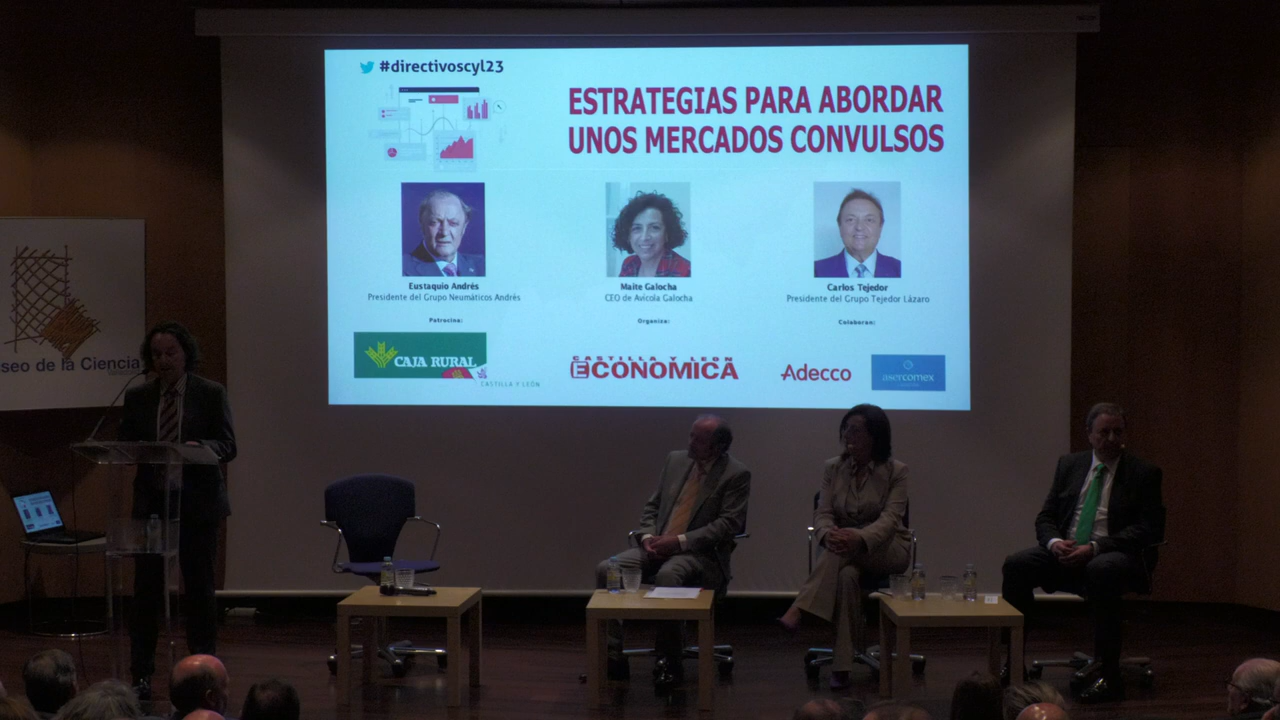 #directivoscyl23
ESTRATEGIAS PARA ABORDAR
UNOS MERCADOS CONVULSOS
Eustaquio Andrés
Presidente del Grupo Neumáticos Andrés
Maite Galocha
CEO de Avícola Galocha
Carlos Tejedor
Presidente del Grupo Tejedor Lázaro
Patrocina:
Organiza:
Colaboran:
CAJA RURAL
CASTILLA Y LEÓN
CASTILLA Y LEÓN
ECONÓMICA
Adecco
asercomex
seo de la Ciencia